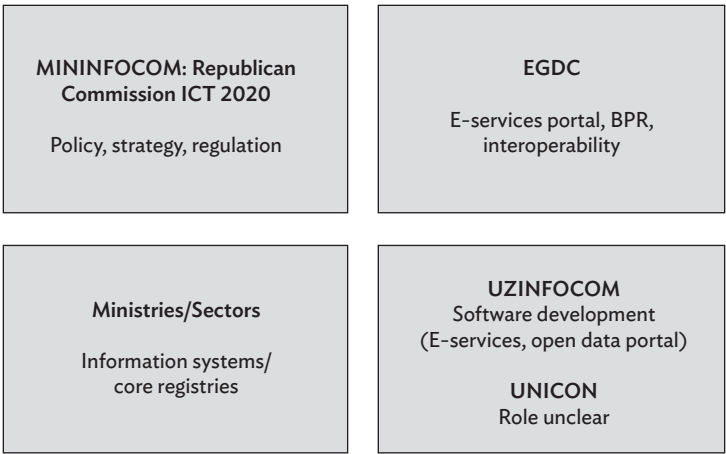 MININFOCOM: Republican
Commission ICT 2020
Policy, strategy, regulation
EGDC
E-services portal, BPR,
interoperability
Ministries/Sectors
Information systems/
core registries
UZINFOCOM
Software development
(E-services, open data portal)
UNICON
Role unclear